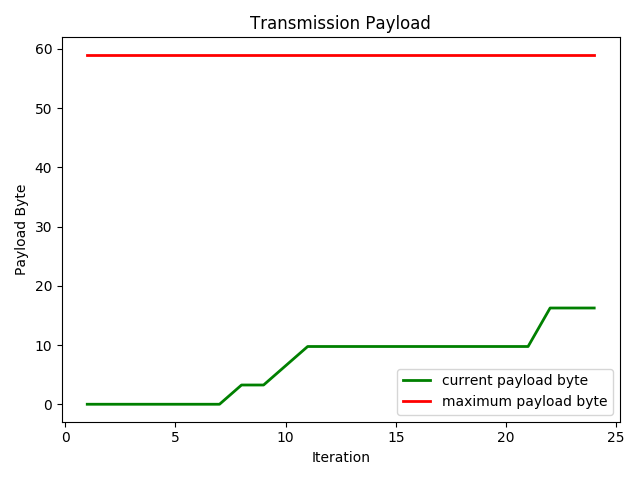 Transmission Payload
60
50
40
30
20
10
0
Payload Byte
current payload byte
maximum payload byte
0 5 10 15 20 25
Iteration